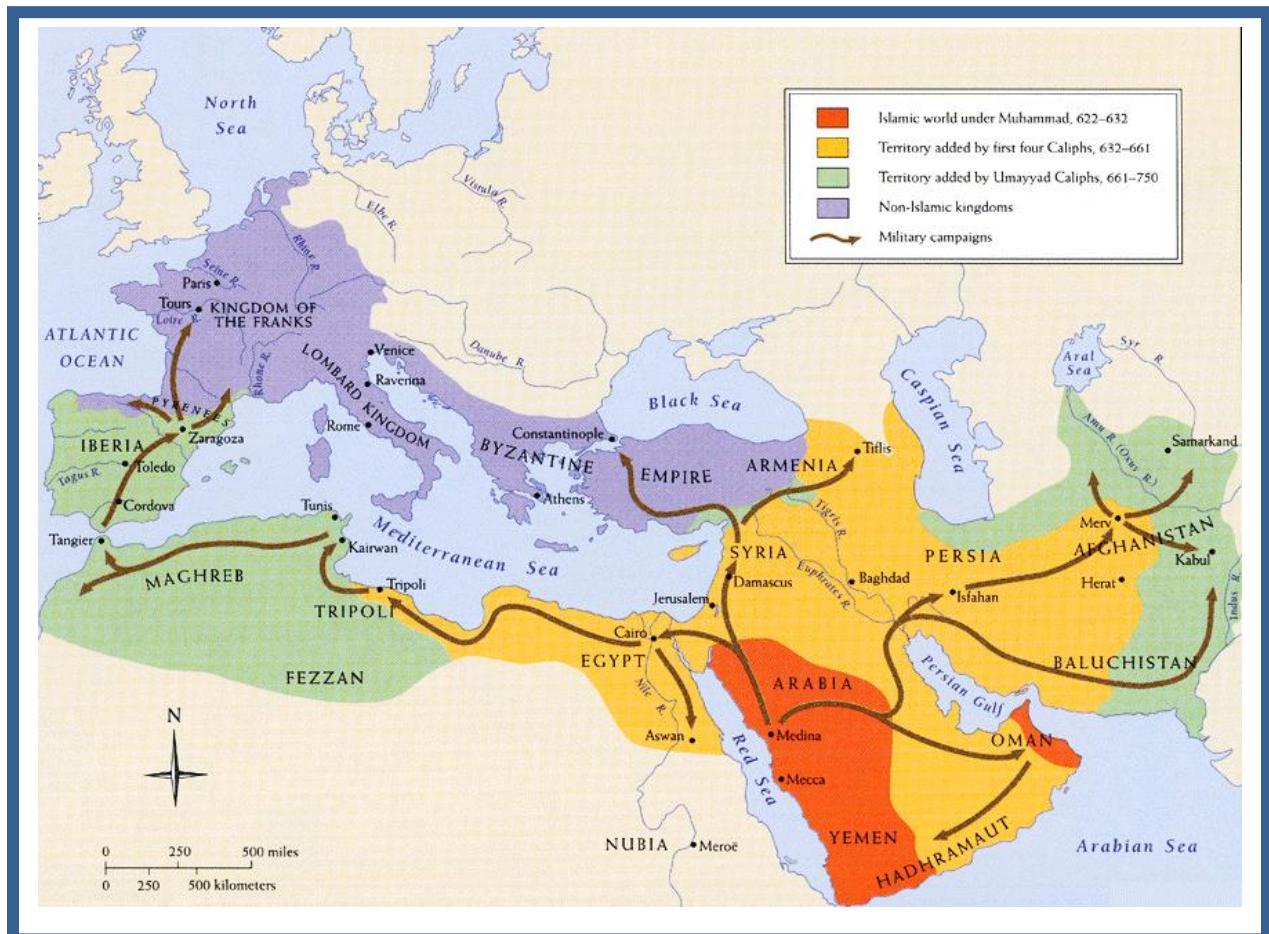 North
Sea
Islamic world under Muhammad, 622–632
Territory added by first four Caliphs, 632–661
Territory added by Umayyad Caliphs, 661–750
Non-Islamic kingdoms
Military campaigns
Vistula R.
Elbe R.
Rhine R.
Seine R.
Paris
Tours
KINGDOM OF
THE FRANKS
Loire R.
ATLANTIC
OCEAN
Rhone R.
LOMBARD KINGDOM
Venice
Ravenna
Danube R.
Rome
Black Sea
Caspian Sea
Aral
Sea
Syr R.
Amu R. (Oxus R.)
Samarkand
PYRENEES
IBERIA
Zaragoza
Toledo
Tagus R.
Cordova
Constantinople
BYZANTINE
EMPIRE
ARMENIA
Tiflis
Athens
Tunis
Tangier
Kairwan
MAGHREB
Mediterranean Sea
Tigris R.
SYRIA
Damascus
Euphrates R.
Baghdad
PERSIA
Merv
AFGHANISTAN
Kabul
Herat
Isfahan
Indus R.
Tripoli
TRIPOLI
Jerusalem
Cairo
EGYPT
FEZZAN
Nile R.
Aswan
ARABIA
Persian Gulf
BALUCHISTAN
Medina
OMAN
Red Sea
Mecca
N
NUBIA
Meroë
YEMEN
HADHRAMAUT
Arabian Sea
0 250 500 miles
0 250 500 kilometers